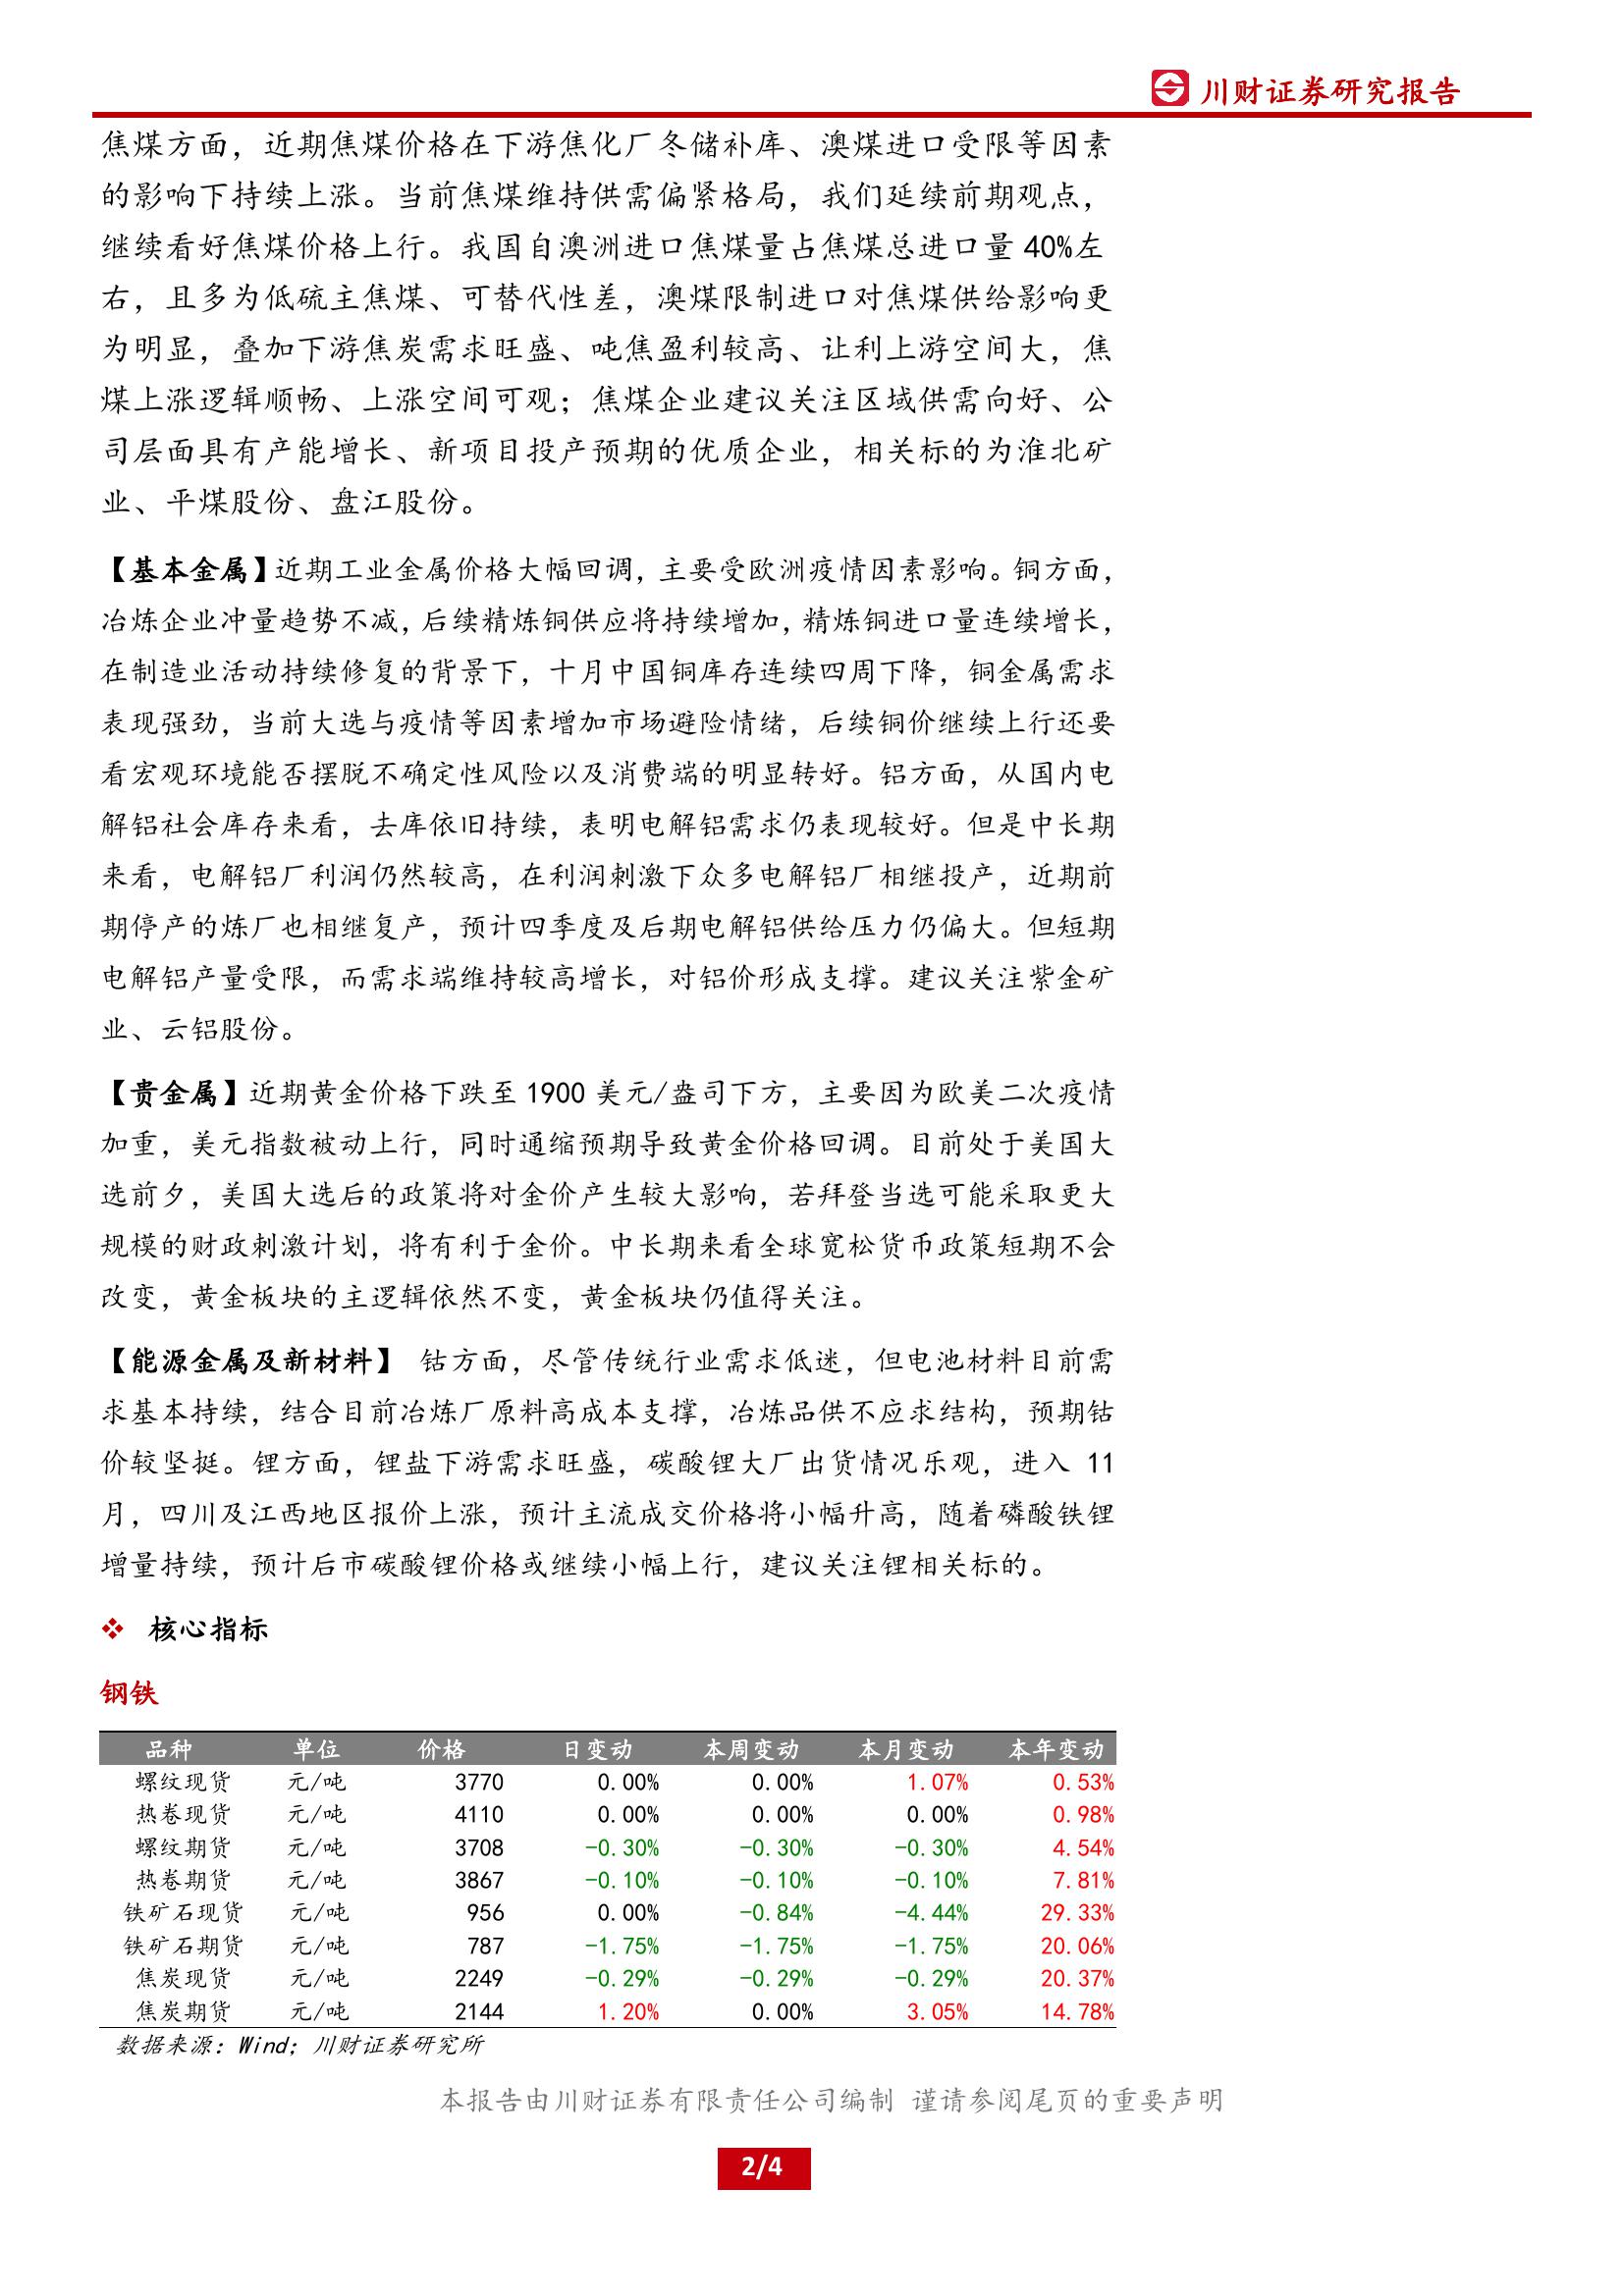 川财证券研究报告
焦煤方面，近期焦煤价格在下游焦化厂冬储补库、澳煤进口受限等因素
的影响下持续上涨。当前焦煤维持供需偏紧格局，我们延续前期观点，
继续看好焦煤价格上行。我国自澳洲进口焦煤量占焦煤总进口量 40%左
右，且多为低硫主焦煤、可替代性差，澳煤限制进口对焦煤供给影响更
为明显，叠加下游焦炭需求旺盛、吨焦盈利较高、让利上游空间大，焦
煤上涨逻辑顺畅、上涨空间可观；焦煤企业建议关注区域供需向好、公
司层面具有产能增长、新项目投产预期的优质企业，相关标的为淮北矿
业、平煤股份、盘江股份。
【基本金属】近期工业金属价格大幅回调，主要受欧洲疫情因素影响。铜方面，
冶炼企业冲量趋势不减，后续精炼铜供应将持续增加，精炼铜进口量连续增长，
在制造业活动持续修复的背景下，十月中国铜库存连续四周下降，铜金属需求
表现强劲，当前大选与疫情等因素增加市场避险情绪，后续铜价继续上行还要
看宏观环境能否摆脱不确定性风险以及消费端的明显转好。铝方面，从国内电
解铝社会库存来看，去库依旧持续，表明电解铝需求仍表现较好。但是中长期
来看，电解铝厂利润仍然较高，在利润刺激下众多电解铝厂相继投产，近期前
期停产的炼厂也相继复产，预计四季度及后期电解铝供给压力仍偏大。但短期
电解铝产量受限，而需求端维持较高增长，对铝价形成支撑。建议关注紫金矿
业、云铝股份。
【贵金属】近期黄金价格下跌至 1900 美元/盎司下方，主要因为欧美二次疫情
加重，美元指数被动上行，同时通缩预期导致黄金价格回调。目前处于美国大
选前夕，美国大选后的政策将对金价产生较大影响，若拜登当选可能采取更大
规模的财政刺激计划，将有利于金价。中长期来看全球宽松货币政策短期不会
改变，黄金板块的主逻辑依然不变，黄金板块仍值得关注。
【能源金属及新材料】 钴方面，尽管传统行业需求低迷，但电池材料目前需
求基本持续，结合目前冶炼厂原料高成本支撑，冶炼品供不应求结构，预期钴
价较坚挺。锂方面，锂盐下游需求旺盛，碳酸锂大厂出货情况乐观，进入 11
月，四川及江西地区报价上涨，预计主流成交价格将小幅升高，随着磷酸铁锂
增量持续，预计后市碳酸锂价格或继续小幅上行，建议关注锂相关标的。
❖ 核心指标
钢铁
品种 单位 价格 日变动 本周变动 本月变动 本年变动
螺纹现货 元/吨 3770 0.00% 0.00% 1.07% 0.53%
热卷现货 元/吨 4110 0.00% 0.00% 0.00% 0.98%
螺纹期货 元/吨 3708 -0.30% -0.30% -0.30% 4.54%
热卷期货 元/吨 3867 -0.10% -0.10% -0.10% 7.81%
铁矿石现货 元/吨 956 0.00% -0.84% -4.44% 29.33%
铁矿石期货 元/吨 787 -1.75% -1.75% -1.75% 20.06%
焦炭现货 元/吨 2249 -0.29% -0.29% -0.29% 20.37%
焦炭期货 元/吨 2144 1.20% 0.00% 3.05% 14.78%
数据来源：Wind；川财证券研究所
本报告由川财证券有限责任公司编制 谨请参阅尾页的重要声明
2/4